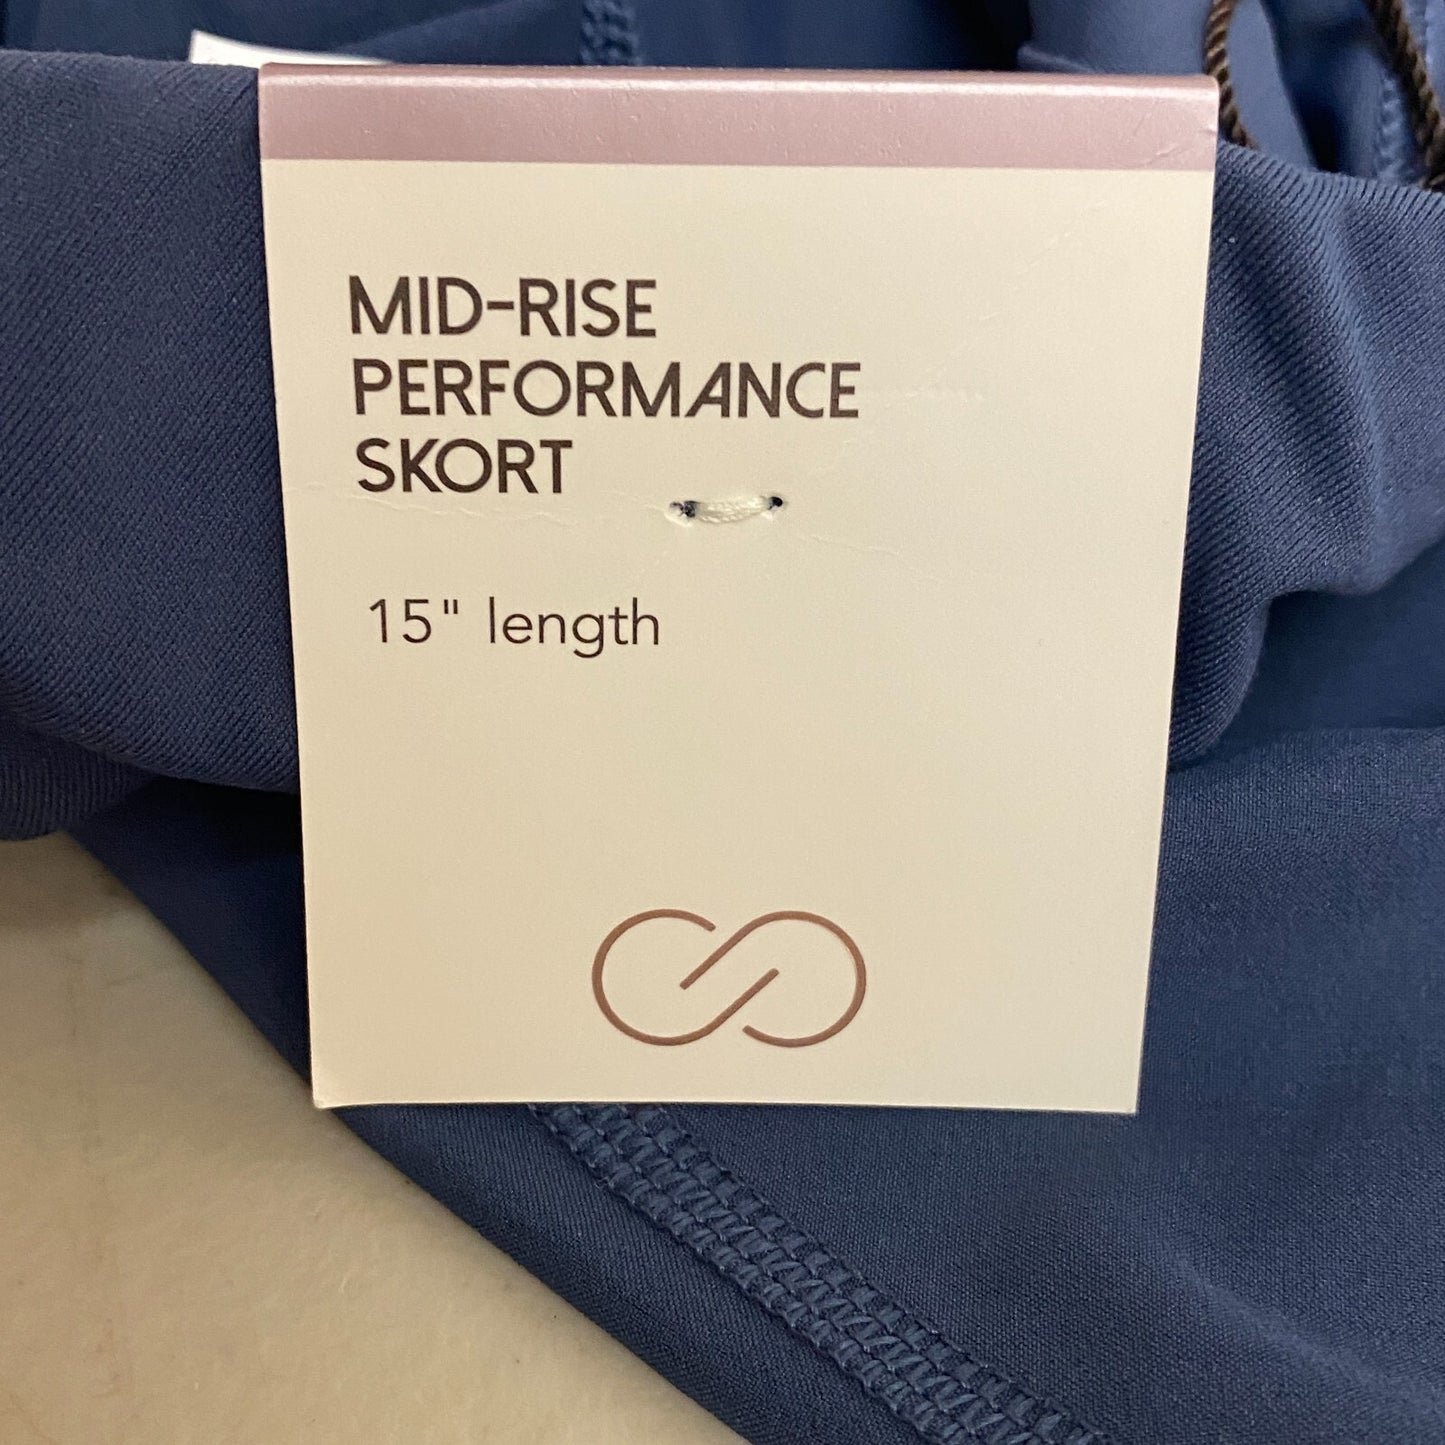 MID-RISE
PERFORMANCE
SKORT
15" length